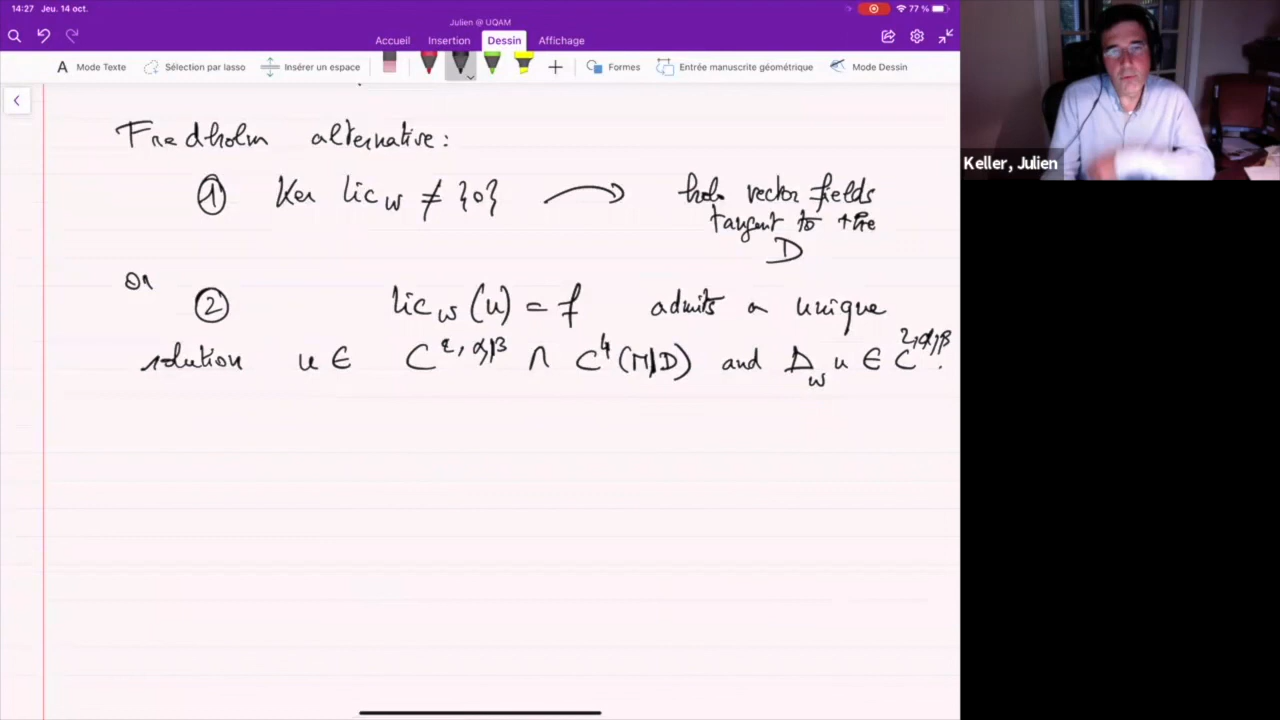 14:27 Jeu. 14 oct.
77 %
Julien @ UQAM
Accueil Insertion Dessin Affichage
Mode Texte Sélection par lasso Insérer un espace Formes Entrée manuscrite géométrique Mode Dessin
Keller, Julien
Fredholm alternative:
① Ker Lic_ω ≠ {0} → holo vector fields
tangent to the
D
or
② Lic_ω(u) = f admits a unique
solution u ∈ C^{2,α,β} ∩ C^4(M\D) and Δ_ω u ∈ C^{2,α,β}.